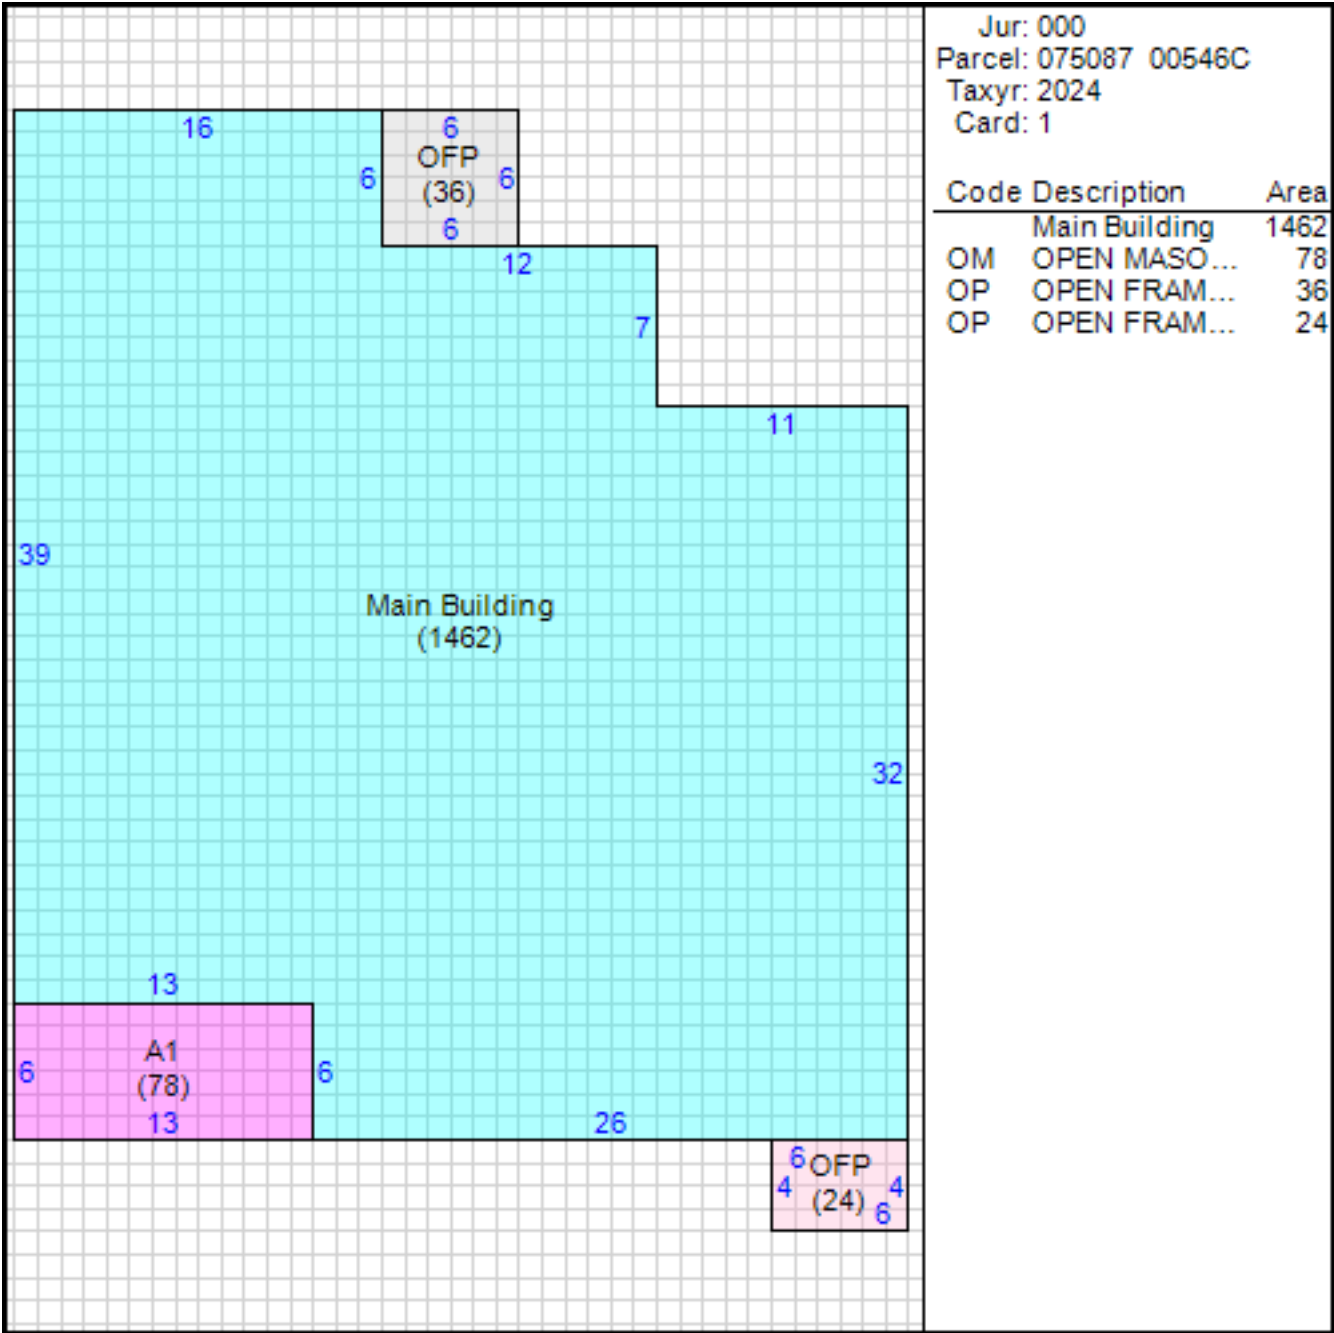 Jur: 000
Parcel: 075087 00546C
Taxyr: 2024
Card: 1
Code Description Area
Main Building 1462
OM OPEN MASO... 78
OP OPEN FRAM... 36
OP OPEN FRAM... 24
16
6
OFP
6
(36)
6
6
12
7
11
39
Main Building
(1462)
32
13
A1
6
(78)
6
13
26
6
OFP
4
(24)
4
6